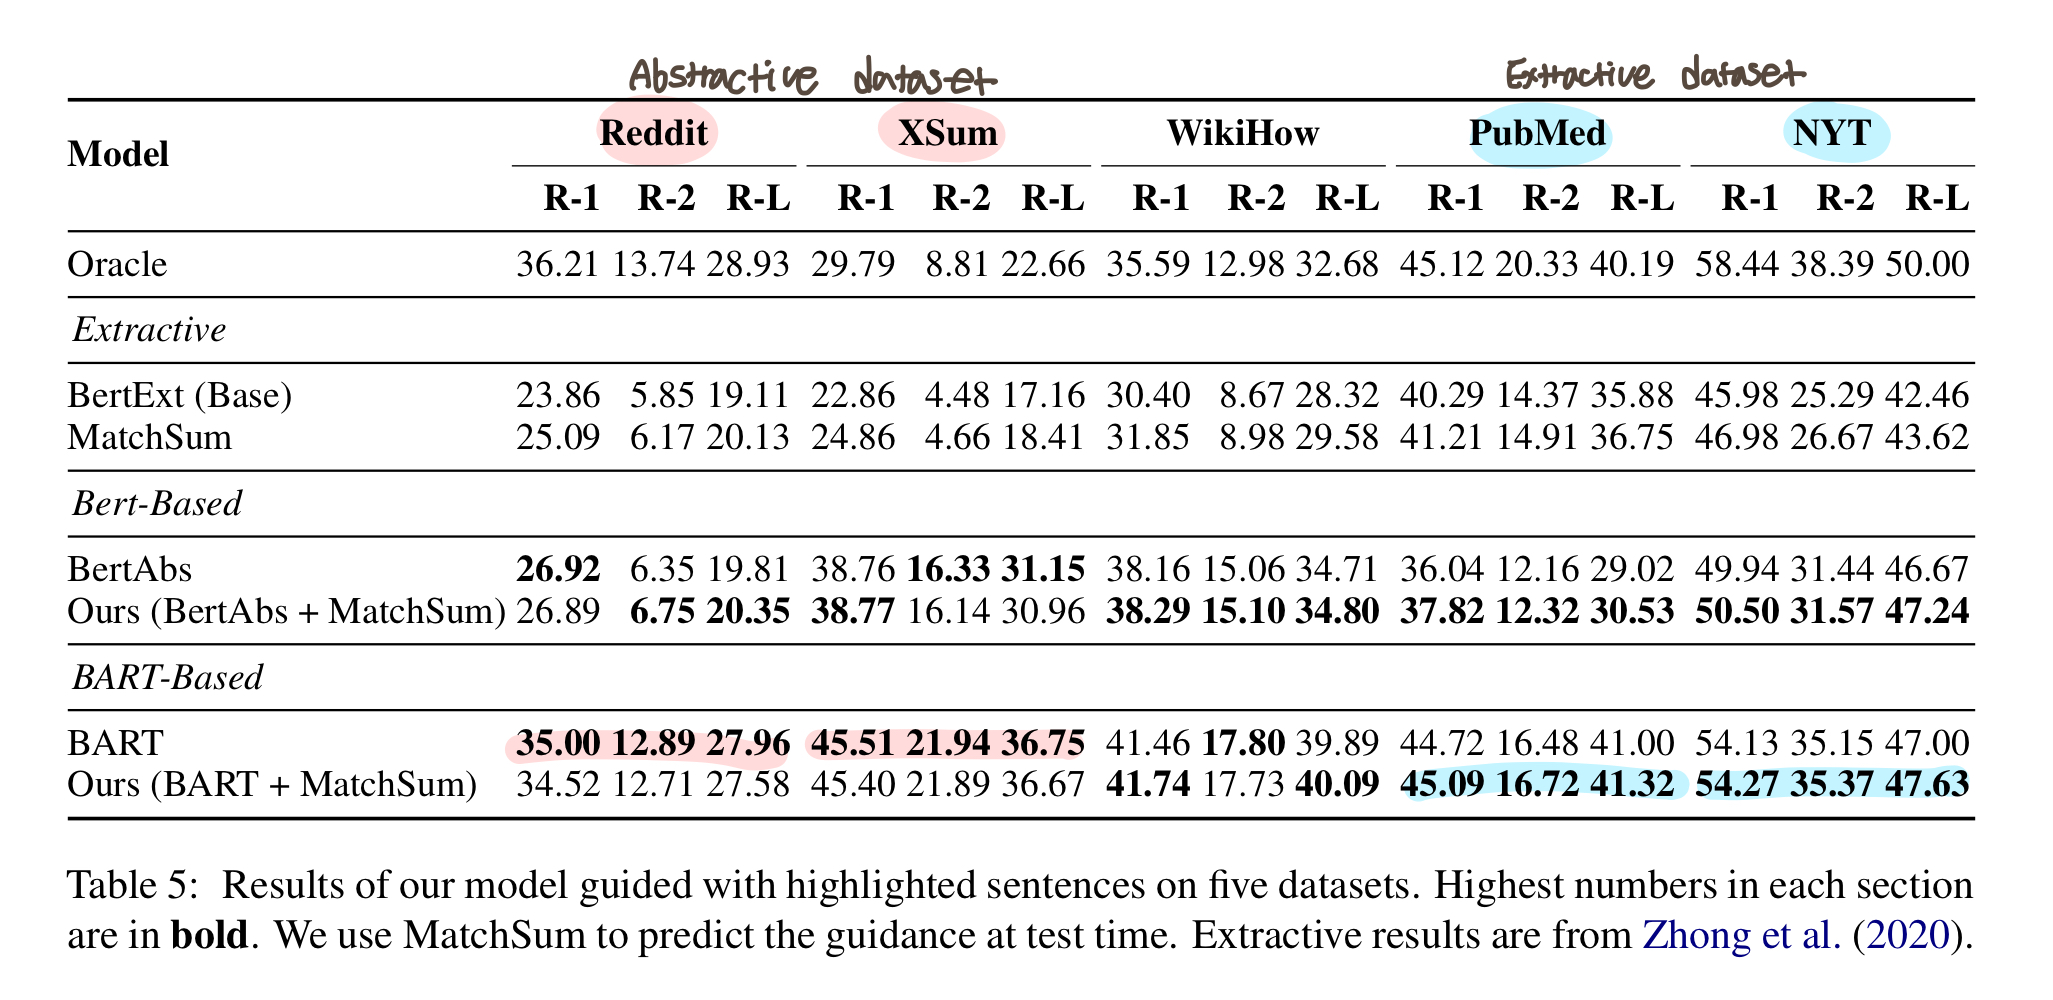 Abstractive dataset Extractive dataset
Model Reddit XSum WikiHow PubMed NYT
R-1 R-2 R-L R-1 R-2 R-L R-1 R-2 R-L R-1 R-2 R-L R-1 R-2 R-L
Oracle 36.21 13.74 28.93 29.79 8.81 22.66 35.59 12.98 32.68 45.12 20.33 40.19 58.44 38.39 50.00
Extractive
BertExt (Base) 23.86 5.85 19.11 22.86 4.48 17.16 30.40 8.67 28.32 40.29 14.37 35.88 45.98 25.29 42.46
MatchSum 25.09 6.17 20.13 24.86 4.66 18.41 31.85 8.98 29.58 41.21 14.91 36.75 46.98 26.67 43.62
Bert-Based
BertAbs 26.92 6.35 19.81 38.76 16.33 31.15 38.16 15.06 34.71 36.04 12.16 29.02 49.94 31.44 46.67
Ours (BertAbs + MatchSum) 26.89 6.75 20.35 38.77 16.14 30.96 38.29 15.10 34.80 37.82 12.32 30.53 50.50 31.57 47.24
BART-Based
BART 35.00 12.89 27.96 45.51 21.94 36.75 41.46 17.80 39.89 44.72 16.48 41.00 54.13 35.15 47.00
Ours (BART + MatchSum) 34.52 12.71 27.58 45.40 21.89 36.67 41.74 17.73 40.09 45.09 16.72 41.32 54.27 35.37 47.63
Table 5: Results of our model guided with highlighted sentences on five datasets. Highest numbers in each section
are in bold. We use MatchSum to predict the guidance at test time. Extractive results are from Zhong et al. (2020).